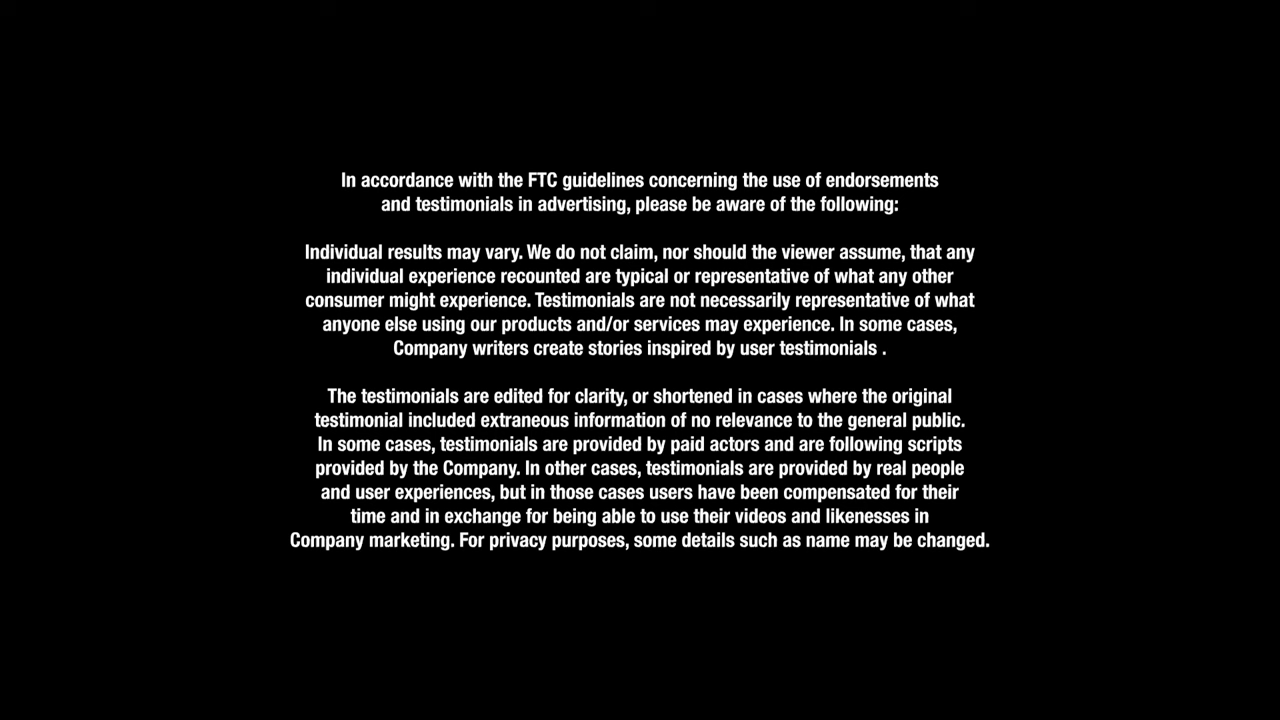 In accordance with the FTC guidelines concerning the use of endorsements
and testimonials in advertising, please be aware of the following:
Individual results may vary. We do not claim, nor should the viewer assume, that any
individual experience recounted are typical or representative of what any other
consumer might experience. Testimonials are not necessarily representative of what
anyone else using our products and/or services may experience. In some cases,
Company writers create stories inspired by user testimonials .
The testimonials are edited for clarity, or shortened in cases where the original
testimonial included extraneous information of no relevance to the general public.
In some cases, testimonials are provided by paid actors and are following scripts
provided by the Company. In other cases, testimonials are provided by real people
and user experiences, but in those cases users have been compensated for their
time and in exchange for being able to use their videos and likenesses in
Company marketing. For privacy purposes, some details such as name may be changed.